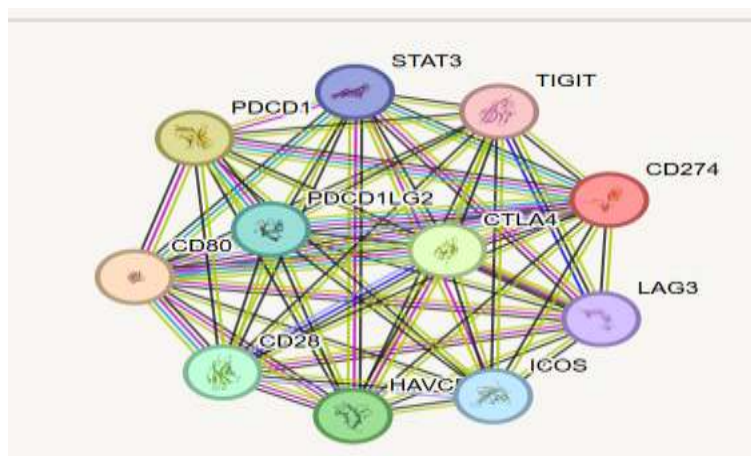 STAT3
TIGIT
PDCD1
CD274
PDCD1LG2
CTLA4
CD80
LAG3
CD28
ICOS